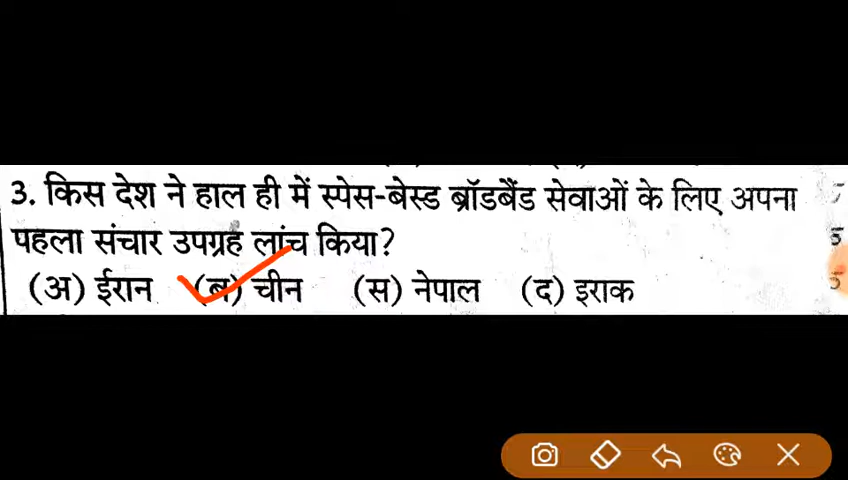 3. किस देश ने हाल ही में स्पेस-बेस्ड ब्रॉडबैंड सेवाओं के लिए अपना
पहला संचार उपग्रह लांच किया?
(अ) ईरान (ब) चीन (स) नेपाल (द) इराक